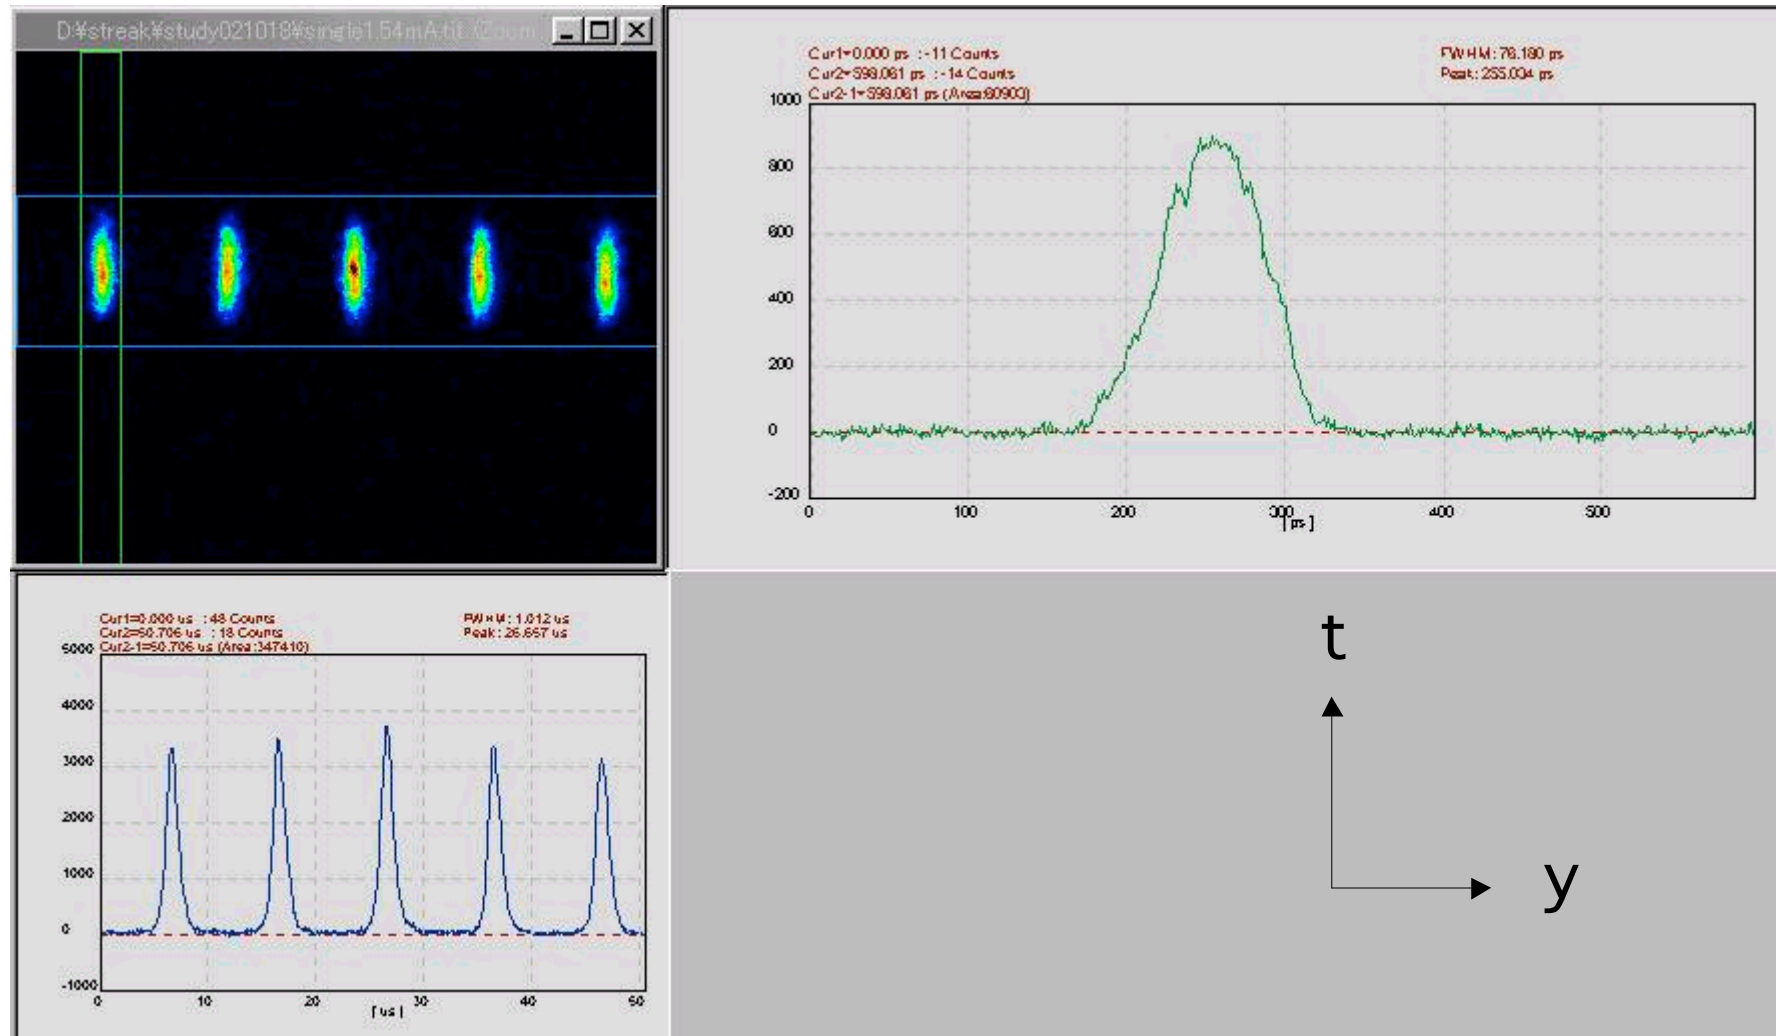 D:¥streak¥study021018¥single1.54mA.tif /Zoom
Cur1=0.000 ps : -11 Counts
Cur2=598.061 ps : -14 Counts
Cur2-1=598.061 ps (Area:60903)
FWHM: 76.180 ps
Peak: 255.034 ps
1000
800
600
400
200
0
-200
0 100 200 300 400 500
[ ps ]
Cur1=0.000 us : 48 Counts
Cur2=50.706 us : 18 Counts
Cur2-1=50.706 us (Area:347410)
FWHM: 1.012 us
Peak: 26.657 us
5000
4000
3000
2000
1000
0
-1000
0 10 20 30 40 50
[ us ]
t
y